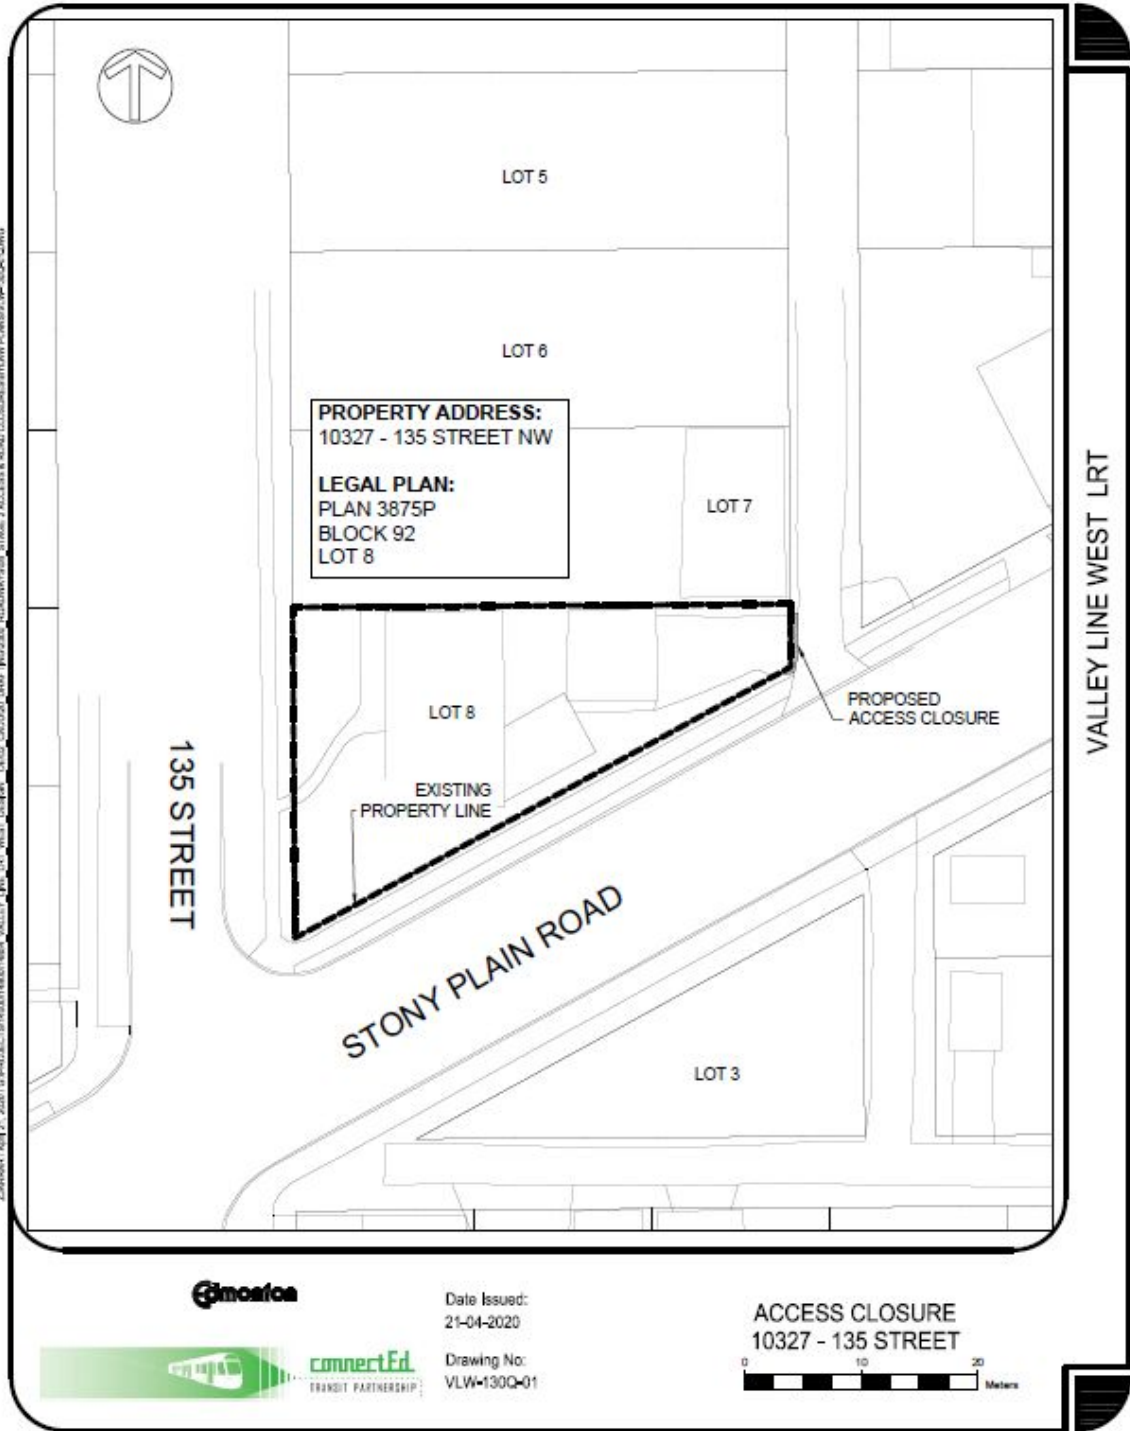 LOT 5
LOT 6
PROPERTY ADDRESS:
10327 - 135 STREET NW
LEGAL PLAN:
PLAN 3875P
BLOCK 92
LOT 8
LOT 7
LOT 8
PROPOSED
ACCESS CLOSURE
EXISTING
PROPERTY LINE
135 STREET
STONY PLAIN ROAD
LOT 3
VALLEY LINE WEST LRT
Edmonton
connectEd
TRANSIT PARTNERSHIP
Date Issued:
21-04-2020
Drawing No:
VLW-130Q-01
ACCESS CLOSURE
10327 - 135 STREET
0 10 20
Meters